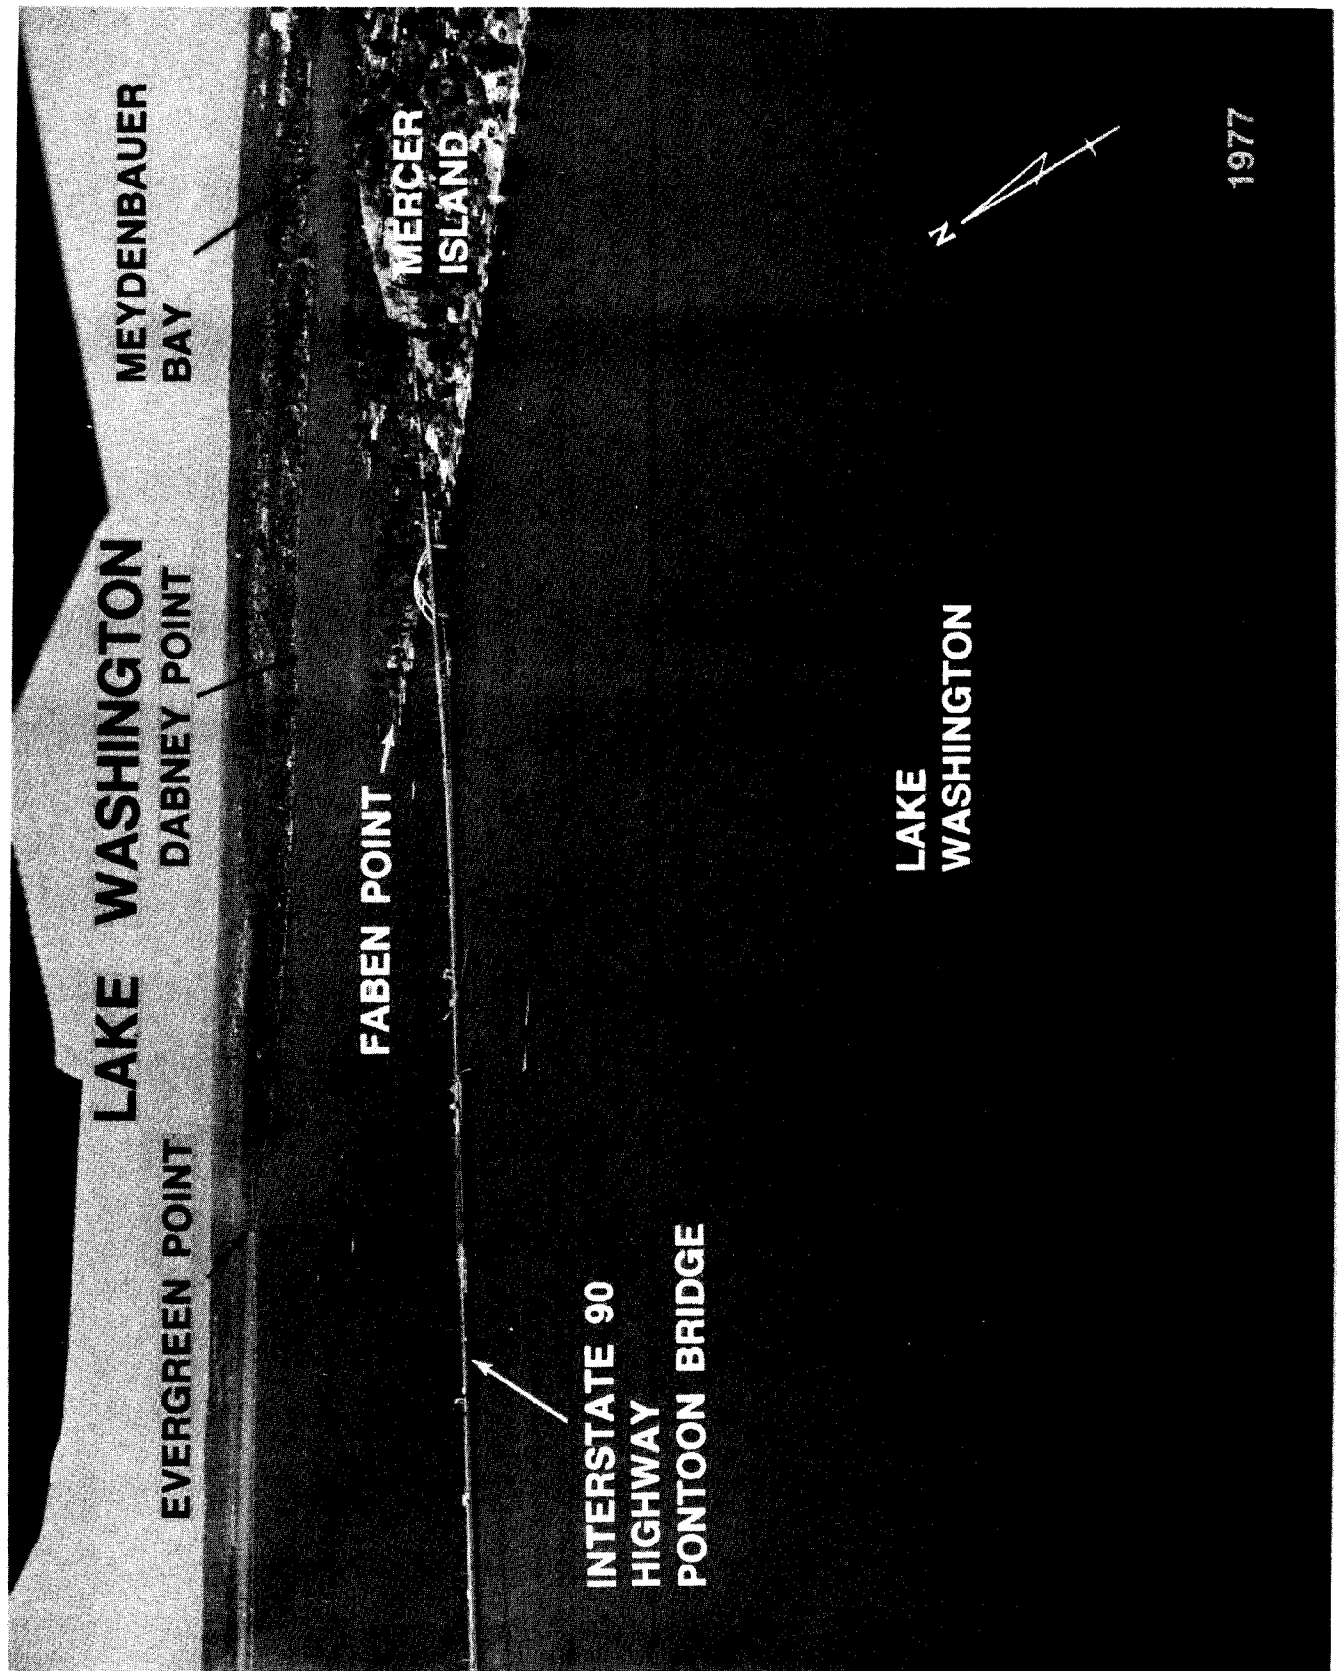 LAKE WASHINGTON
EVERGREEN POINT
DABNEY POINT
MEYDENBAUER
BAY
FABEN POINT
MERCER
ISLAND
INTERSTATE 90
HIGHWAY
PONTOON BRIDGE
LAKE
WASHINGTON
N
1977